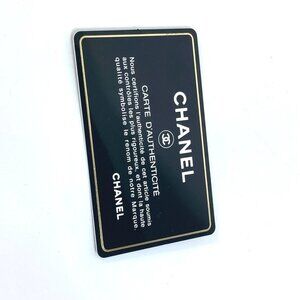 CHANEL
CARTE D'AUTHENTICITÉ
Nous certifions l'authenticité de cet article soumis
aux contrôles les plus rigoureux, et dont la haute
qualité symbolise le renom de notre Marque.
CHANEL